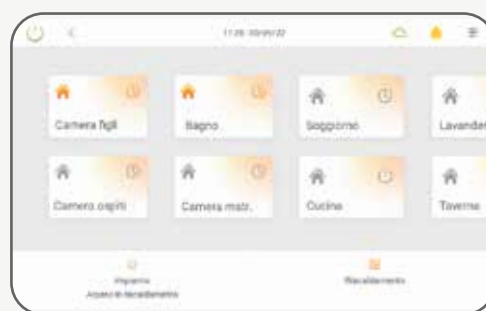 Camera figli
Bagno
Soggiorno
Lavander
Camera ospiti
Camera matr.
Cucina
Taverna
Impianto
Riscaldamento